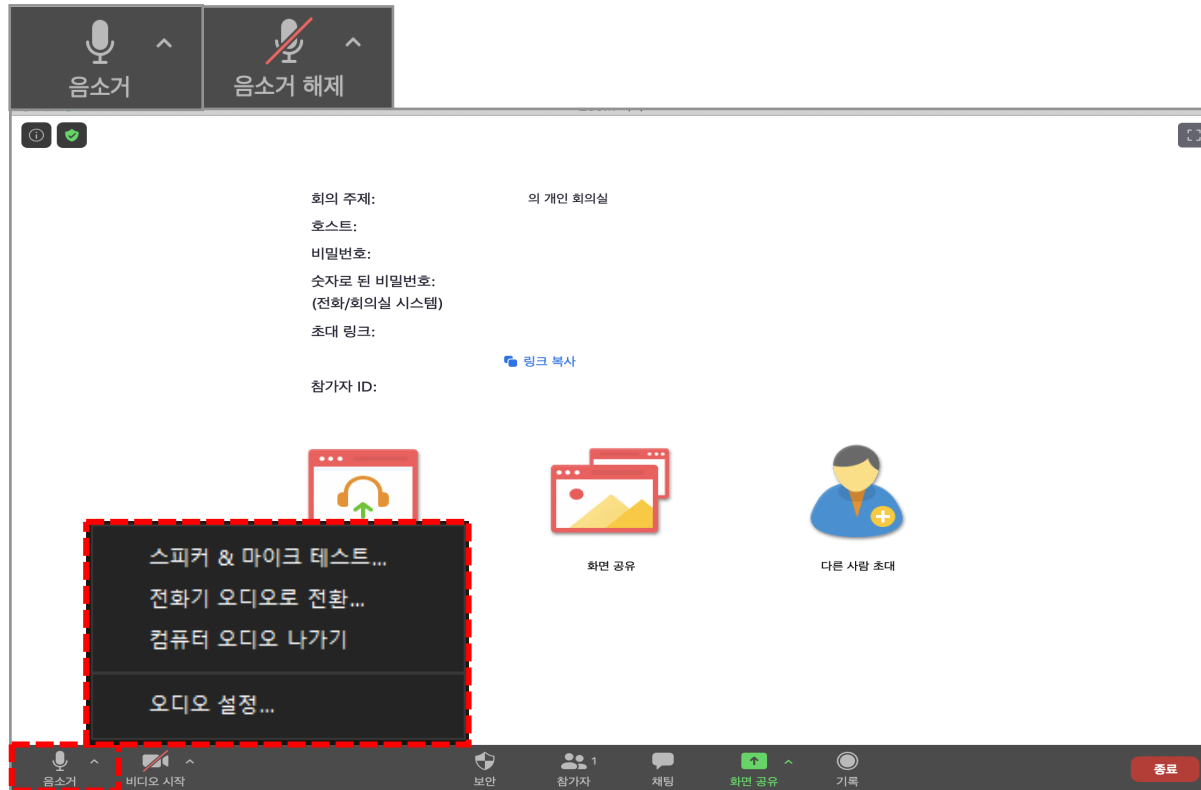 음소거
음소거 해제
회의 주제: 의 개인 회의실
호스트:
비밀번호:
숫자로 된 비밀번호:
(전화/회의실 시스템)
초대 링크:
링크 복사
참가자 ID:
화면 공유
다른 사람 초대
스피커 & 마이크 테스트...
전화기 오디오로 전환...
컴퓨터 오디오 나가기
오디오 설정...
음소거
비디오 시작
보안
참가자
1
채팅
화면 공유
기록
종료